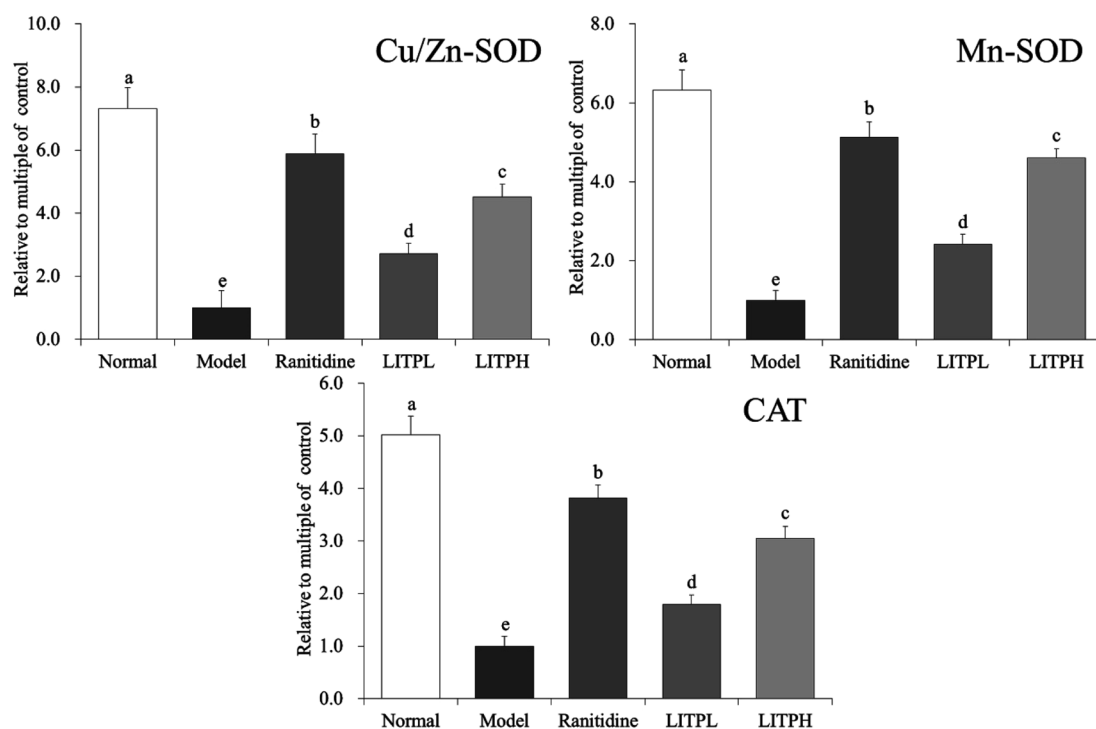 Cu/Zn-SOD
Relative to multiple of control
10.0
8.0
6.0
4.0
2.0
0.0
a
e
b
d
c
Normal Model Ranitidine LITPL LITPH
Mn-SOD
Relative to multiple of control
8.0
6.0
4.0
2.0
0.0
a
e
b
d
c
Normal Model Ranitidine LITPL LITPH
CAT
Relative to multiple of control
6.0
5.0
4.0
3.0
2.0
1.0
0.0
a
e
b
d
c
Normal Model Ranitidine LITPL LITPH